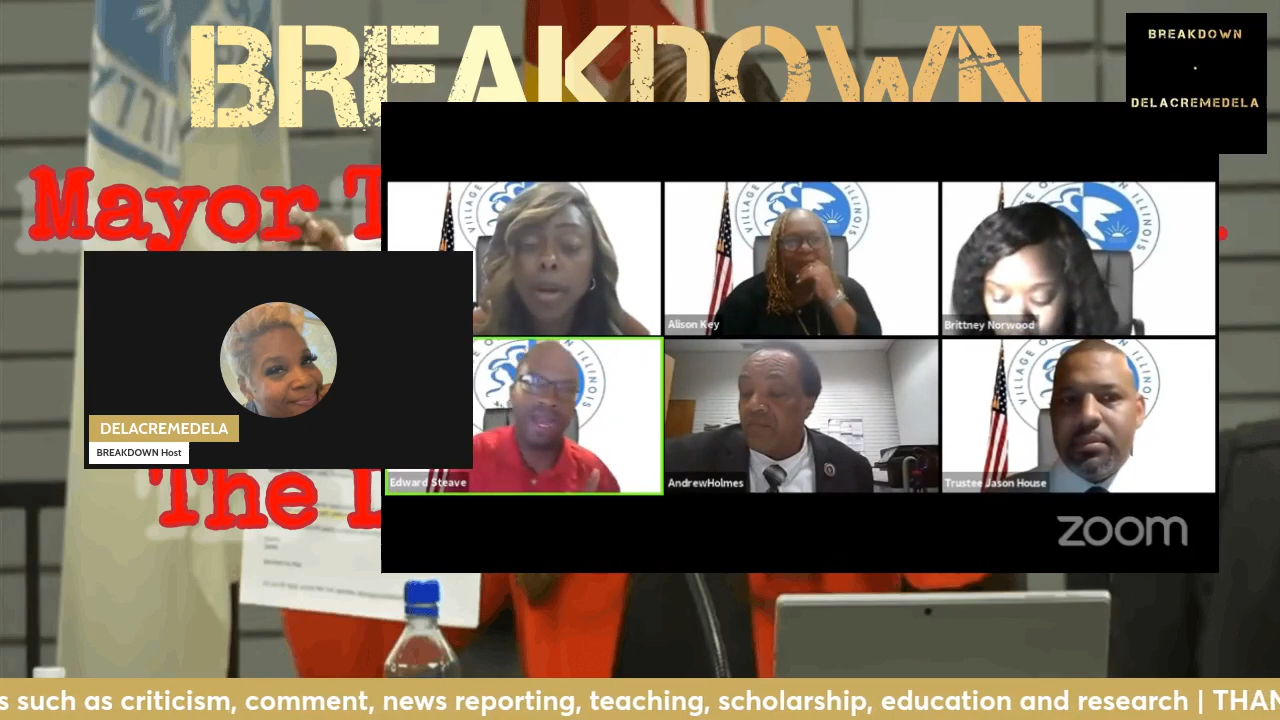 BREAKDOWN
BREAKDOWN
DELACREMEDELA
Mayor
Alison Key
Brittney Norwood
DELACREMEDELA
BREAKDOWN Host
Edward Steave
AndrewHolmes
Trustee Jason House
The
zoom
such as criticism, comment, news reporting, teaching, scholarship, education and research |